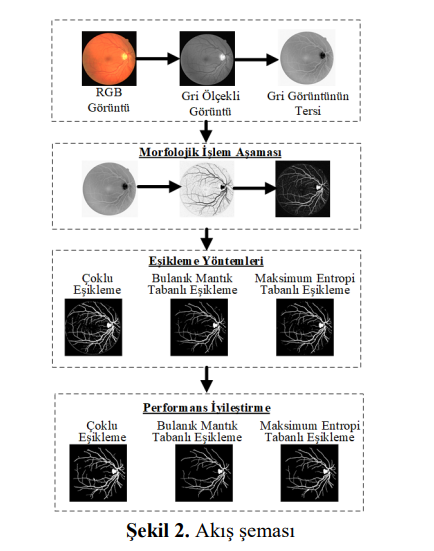 RGB
Görüntü
Gri Ölçekli
Görüntü
Gri Görüntünün
Tersi
Morfolojik İşlem Aşaması
Eşikleme Yöntemleri
Çoklu
Eşikleme
Bulanık Mantık
Tabanlı Eşikleme
Maksimum Entropi
Tabanlı Eşikleme
Performans İyileştirme
Çoklu
Eşikleme
Bulanık Mantık
Tabanlı Eşikleme
Maksimum Entropi
Tabanlı Eşikleme
Şekil 2. Akış şeması